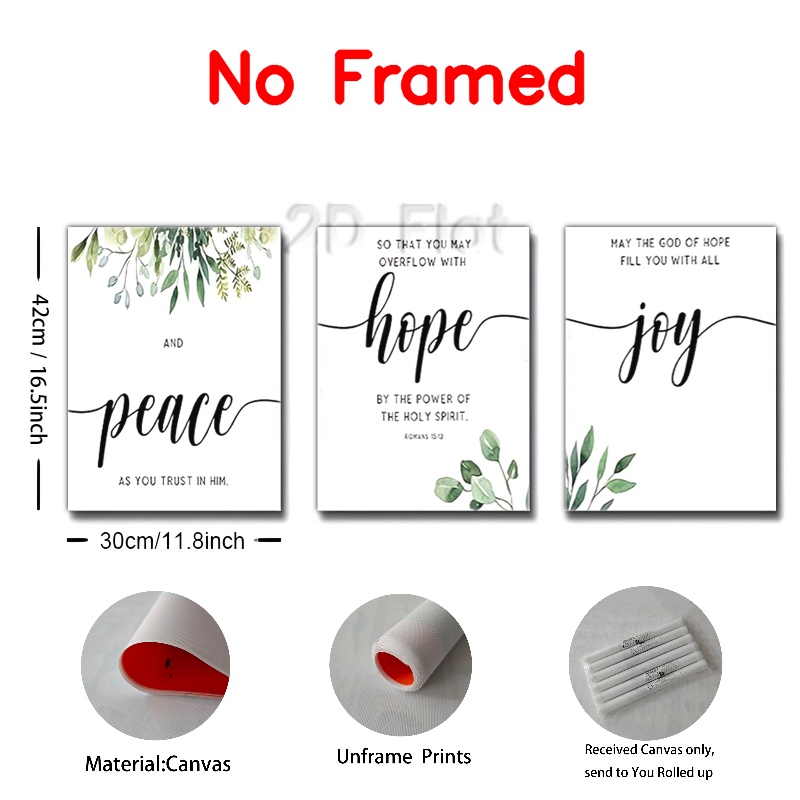 No Framed
2D Flat
42cm / 16.5inch
AND
peace
AS YOU TRUST IN HIM.
SO THAT YOU MAY
OVERFLOW WITH
hope
BY THE POWER OF
THE HOLY SPIRIT.
ROMANS 15:13
MAY THE GOD OF HOPE
FILL YOU WITH ALL
joy
30cm/11.8inch
Material:Canvas
Unframe Prints
Received Canvas only,
send to You Rolled up